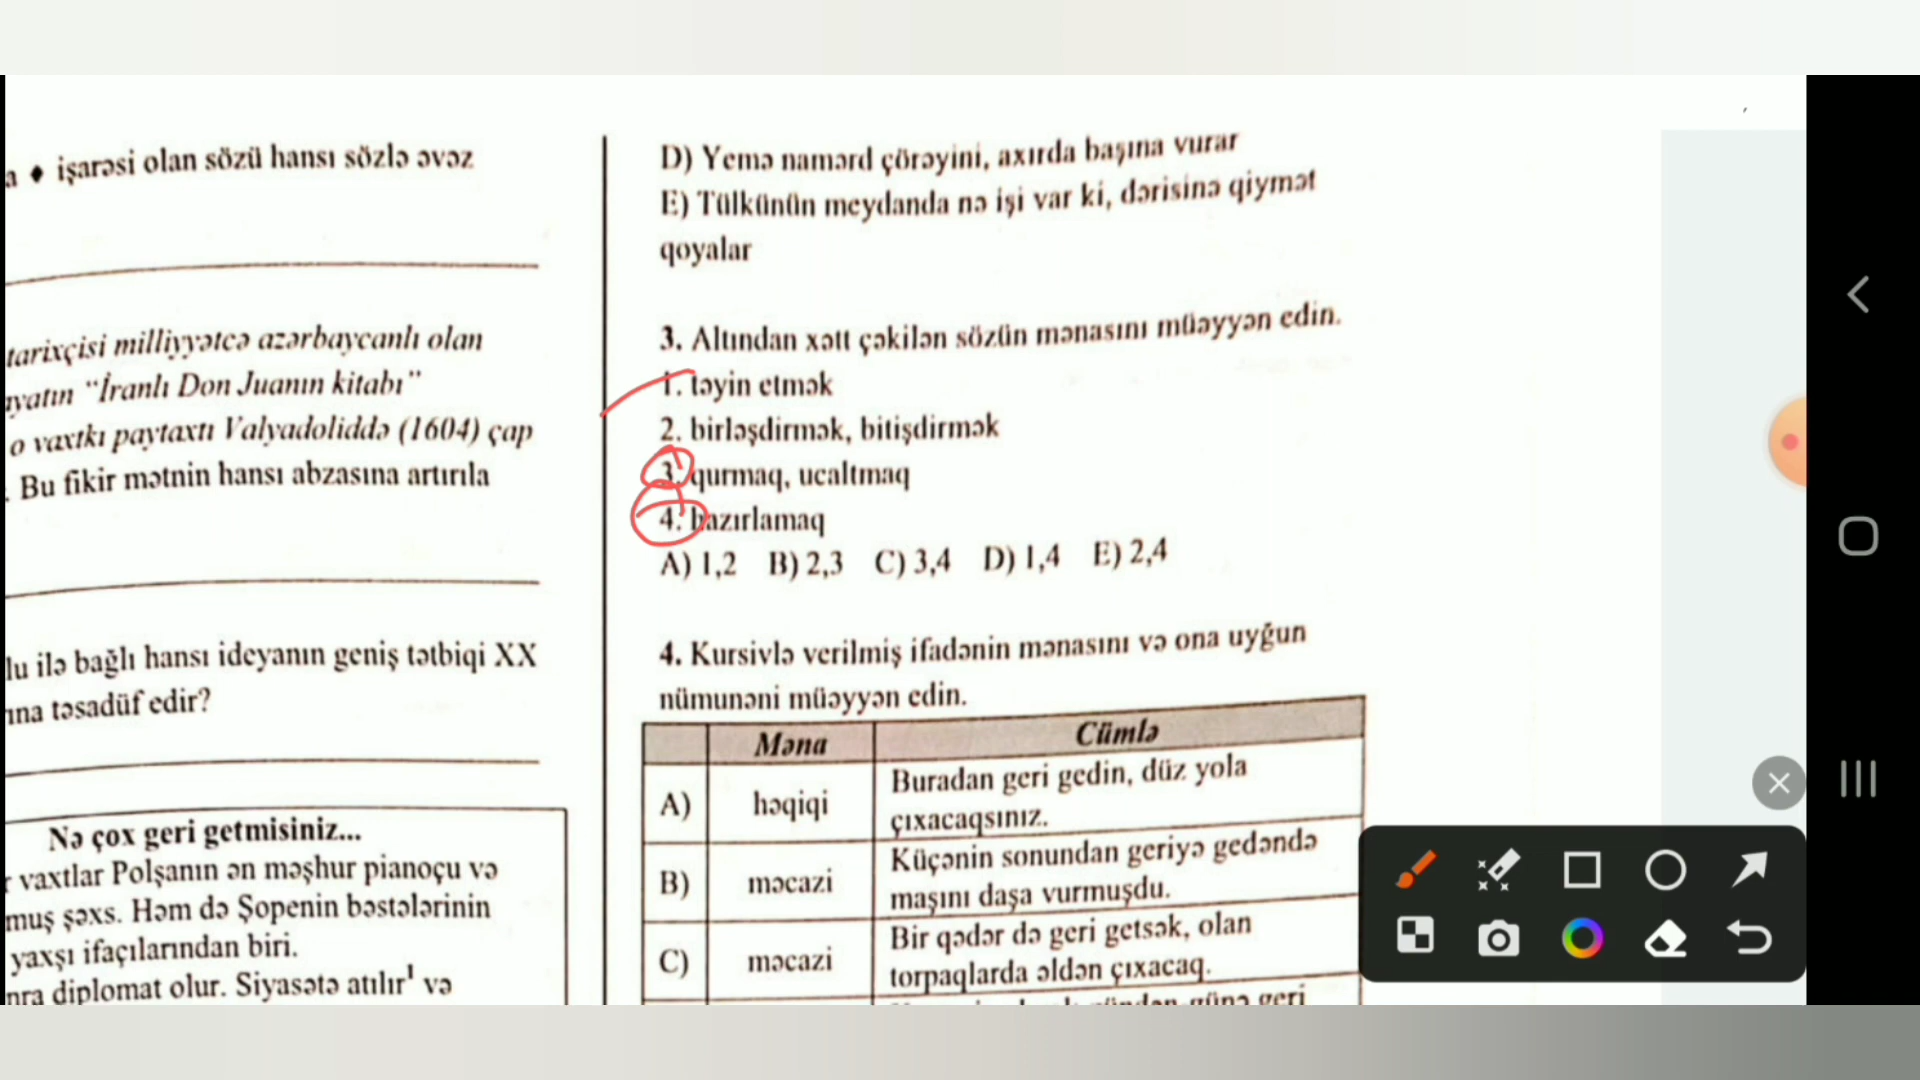 a ♦ işarəsi olan sözü hansı sözlə əvəz
tarixçisi milliyyətcə azərbaycanlı olan
ayatın “İranlı Don Juanın kitabı”
o vaxtkı paytaxtı Valyadoliddə (1604) çap
. Bu fikir mətnin hansı abzasına artırıla
lu ilə bağlı hansı ideyanın geniş tətbiqi XX
ına təsadüf edir?
Nə çox geri getmisiniz...
r vaxtlar Polşanın ən məşhur pianoçu və
muş şəxs. Həm də Şopenin bəstələrinin
yaxşı ifaçılarından biri.
nra diplomat olur. Siyasətə atılır¹ və
D) Yemə namərd çörəyini, axırda başına vurar
E) Tülkünün meydanda nə işi var ki, dərisinə qiymət
qoyalar
3. Altından xətt çəkilən sözün mənasını müəyyən edin.
1. təyin etmək
2. birləşdirmək, bitişdirmək
3. qurmaq, ucaltmaq
4. hazırlamaq
A) 1,2 B) 2,3 C) 3,4 D) 1,4 E) 2,4
4. Kursivlə verilmiş ifadənin mənasını və ona uyğun
nümunəni müəyyən edin.
Məna Cümlə
A) həqiqi Buradan geri gedin, düz yola
çıxacaqsınız.
B) məcazi Küçənin sonundan geriyə gedəndə
maşını daşa vurmuşdu.
C) məcazi Bir qədər də geri getsək, olan
torpaqlarda əldən çıxacaq.
gündən-günə geri